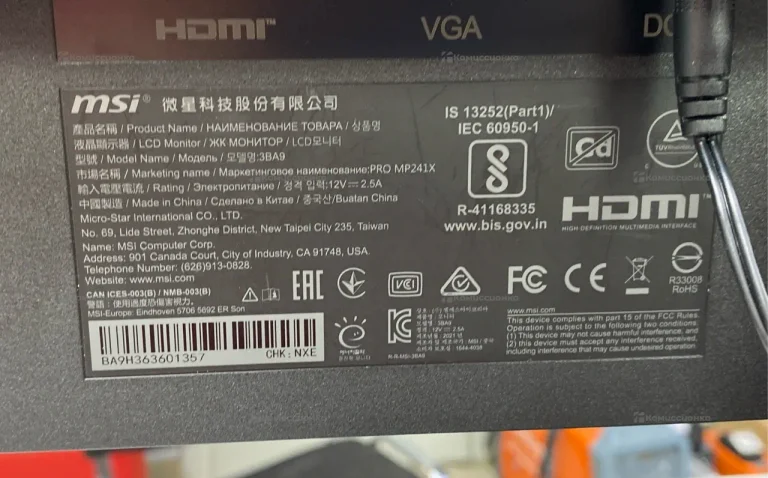 HDMI™ VGA DC
msi® 微星科技股份有限公司
產品名稱 / Product Name / НАИМЕНОВАНИЕ ТОВАРА / 상품명
液晶顯示器 / LCD Monitor / ЖК МОНИТОР / LCD모니터
型號 / Model Name / Модель / 모델명:3BA9
市場名稱 / Marketing name / Маркетинговое наименование:PRO MP241X
輸入電壓電流 / Rating / Электропитание / 정격 입력:12V⎓2.5A
中國製造 / Made in China / Сделано в Китае / 중국산/Buatan China
Micro-Star International CO., LTD.
No. 69, Lide Street, Zhonghe District, New Taipei City 235, Taiwan
Name: MSI Computer Corp.
Address: 901 Canada Court, City of Industry, CA 91748, USA
Telephone Number: (626)913-0828.
Website: www.msi.com
CAN ICES-003(B) / NMB-003(B)
警語:使用過度恐傷害視力。
MSI-Europe: Eindhoven 5706 5692 ER Son
BA9H363601357 CHK: NXE
IS 13252(Part1)/
IEC 60950-1
R-41168335
www.bis.gov.in
Cd
HDMI
HIGH-DEFINITION MULTIMEDIA INTERFACE
EAC VCCI FC CE
R33008
RoHS
KC
R-R-MSI-3BA9
www.msi.com
This device complies with part 15 of the FCC Rules.
Operation is subject to the following two conditions:
(1) This device may not cause harmful interference, and
(2) this device must accept any interference received,
including interference that may cause undesired operation.
Комиссионко